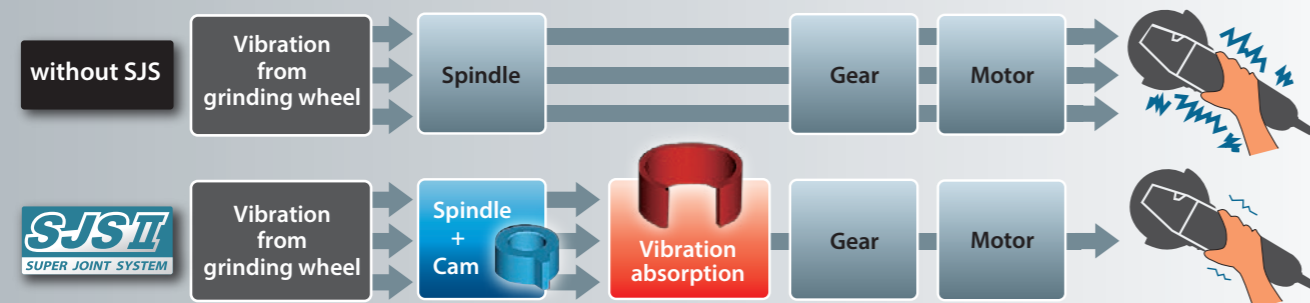 without SJS
Vibration
from
grinding wheel
Spindle
Gear
Motor
SJSII
SUPER JOINT SYSTEM
Vibration
from
grinding wheel
Spindle
+
Cam
Vibration
absorption
Gear
Motor